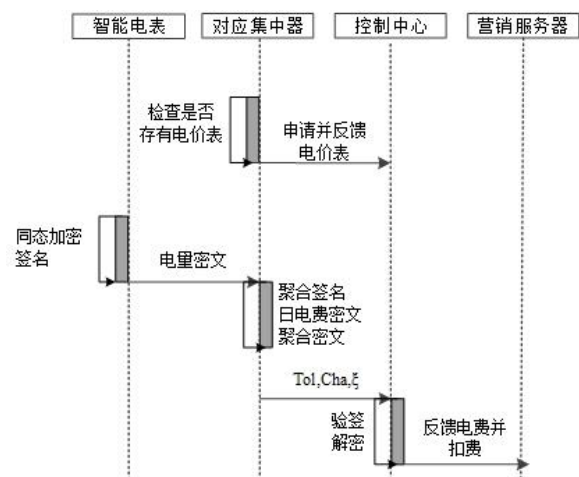 智能电表
对应集中器
控制中心
营销服务器
检查是否
存有电价表
申请并反馈
电价表
同态加密
签名
电量密文
聚合签名
日电费密文
聚合密文
Tol,Cha,ξ
验签
解密
反馈电费并
扣费